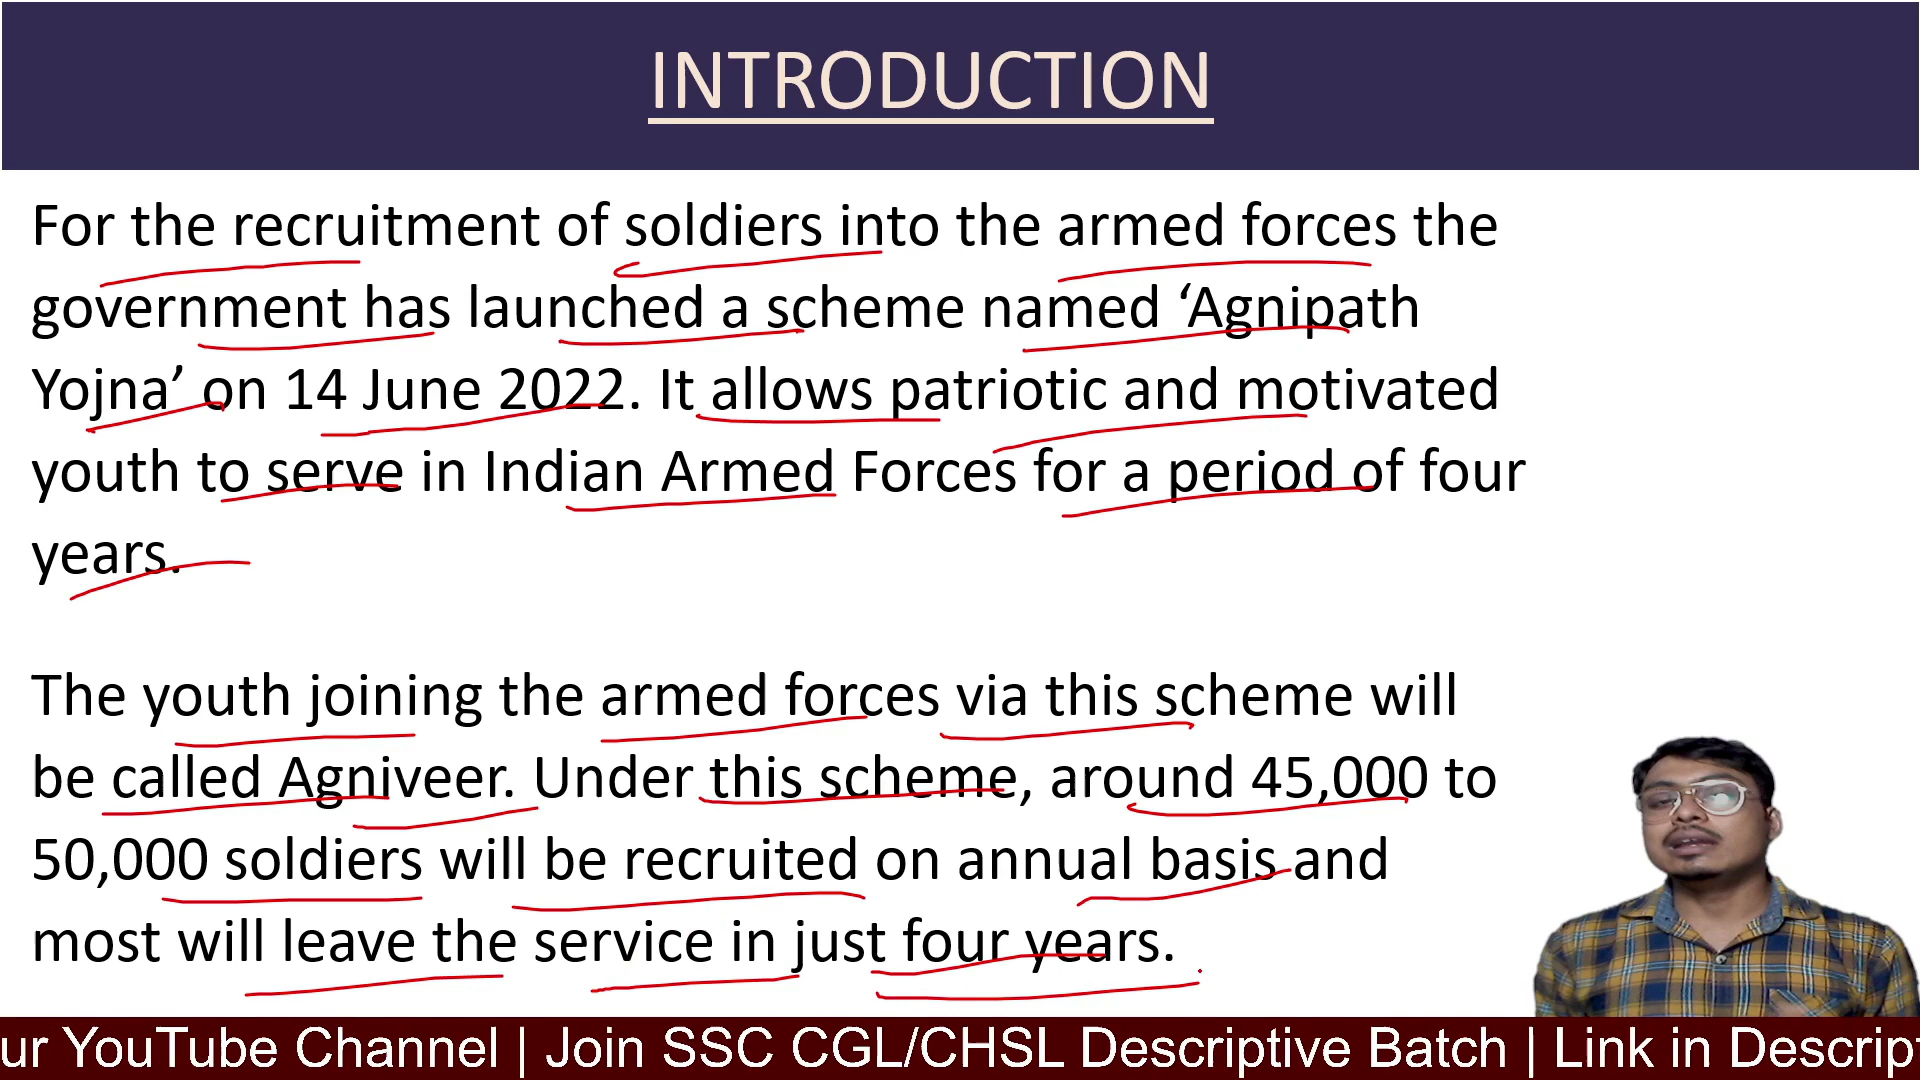 INTRODUCTION
For the recruitment of soldiers into the armed forces the
government has launched a scheme named ‘Agnipath
Yojna’ on 14 June 2022. It allows patriotic and motivated
youth to serve in Indian Armed Forces for a period of four
years.
The youth joining the armed forces via this scheme will
be called Agniveer. Under this scheme, around 45,000 to
50,000 soldiers will be recruited on annual basis and
most will leave the service in just four years.
ur YouTube Channel | Join SSC CGL/CHSL Descriptive Batch | Link in Descrip